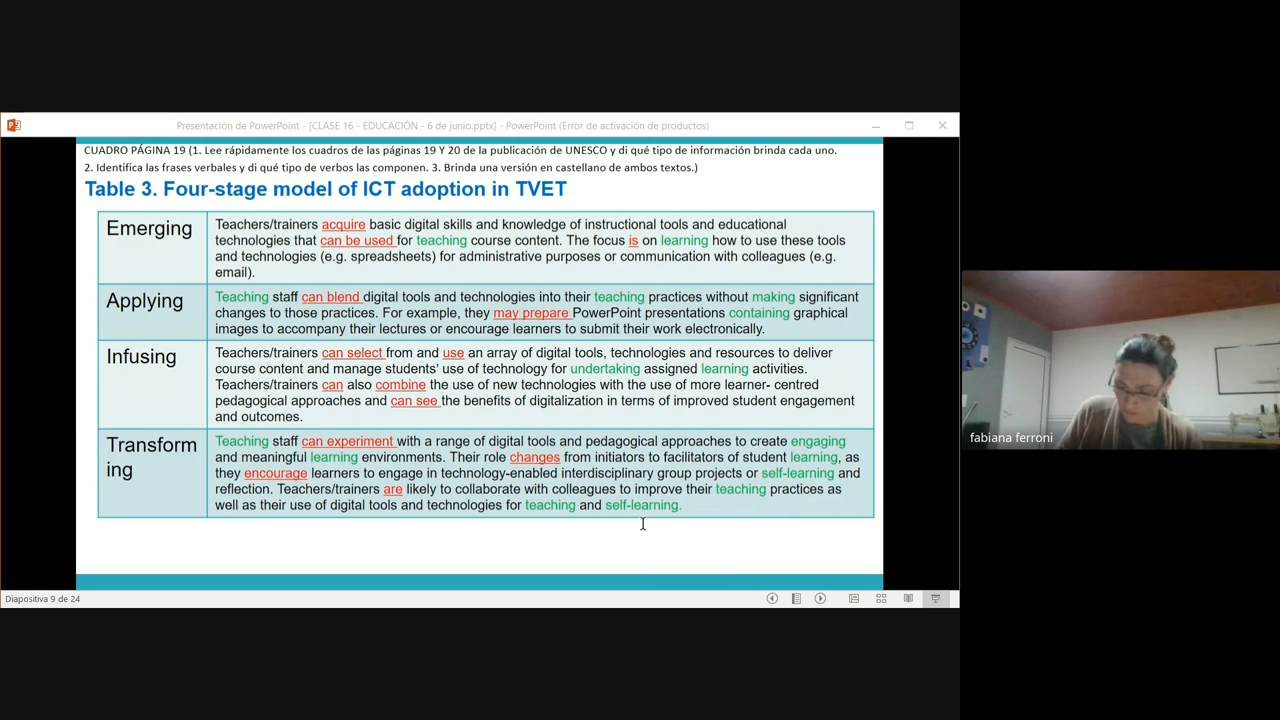 Presentación de PowerPoint - [CLASE 16 - EDUCACIÓN - 6 de junio.pptx] - PowerPoint (Error de activación de productos)
CUADRO PÁGINA 19 (1. Lee rápidamente los cuadros de las páginas 19 Y 20 de la publicación de UNESCO y di qué tipo de información brinda cada uno.
2. Identifica las frases verbales y di qué tipo de verbos las componen. 3. Brinda una versión en castellano de ambos textos.)
Table 3. Four-stage model of ICT adoption in TVET
Emerging
Teachers/trainers acquire basic digital skills and knowledge of instructional tools and educational
technologies that can be used for teaching course content. The focus is on learning how to use these tools
and technologies (e.g. spreadsheets) for administrative purposes or communication with colleagues (e.g.
email).
Applying
Teaching staff can blend digital tools and technologies into their teaching practices without making significant
changes to those practices. For example, they may prepare PowerPoint presentations containing graphical
images to accompany their lectures or encourage learners to submit their work electronically.
Infusing
Teachers/trainers can select from and use an array of digital tools, technologies and resources to deliver
course content and manage students' use of technology for undertaking assigned learning activities.
Teachers/trainers can also combine the use of new technologies with the use of more learner- centred
pedagogical approaches and can see the benefits of digitalization in terms of improved student engagement
and outcomes.
Transform
ing
Teaching staff can experiment with a range of digital tools and pedagogical approaches to create engaging
and meaningful learning environments. Their role changes from initiators to facilitators of student learning, as
they encourage learners to engage in technology-enabled interdisciplinary group projects or self-learning and
reflection. Teachers/trainers are likely to collaborate with colleagues to improve their teaching practices as
well as their use of digital tools and technologies for teaching and self-learning.
Diapositiva 9 de 24
fabiana ferroni